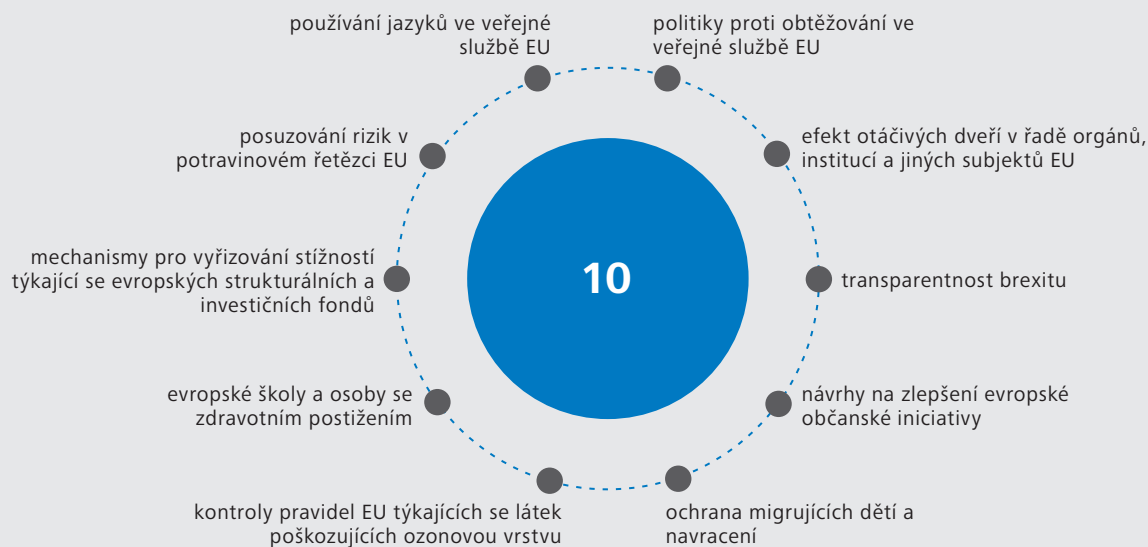 používání jazyků ve veřejné
službě EU
politiky proti obtěžování ve
veřejné službě EU
posuzování rizik v
potravinovém řetězci EU
efekt otáčivých dveří v řadě orgánů,
institucí a jiných subjektů EU
mechanismy pro vyřizování stížností
týkající se evropských strukturálních a
investičních fondů
10
transparentnost brexitu
evropské školy a osoby se
zdravotním postižením
návrhy na zlepšení evropské
občanské iniciativy
kontroly pravidel EU týkajících se látek
poškozujících ozonovou vrstvu
ochrana migrujících dětí a
navracení